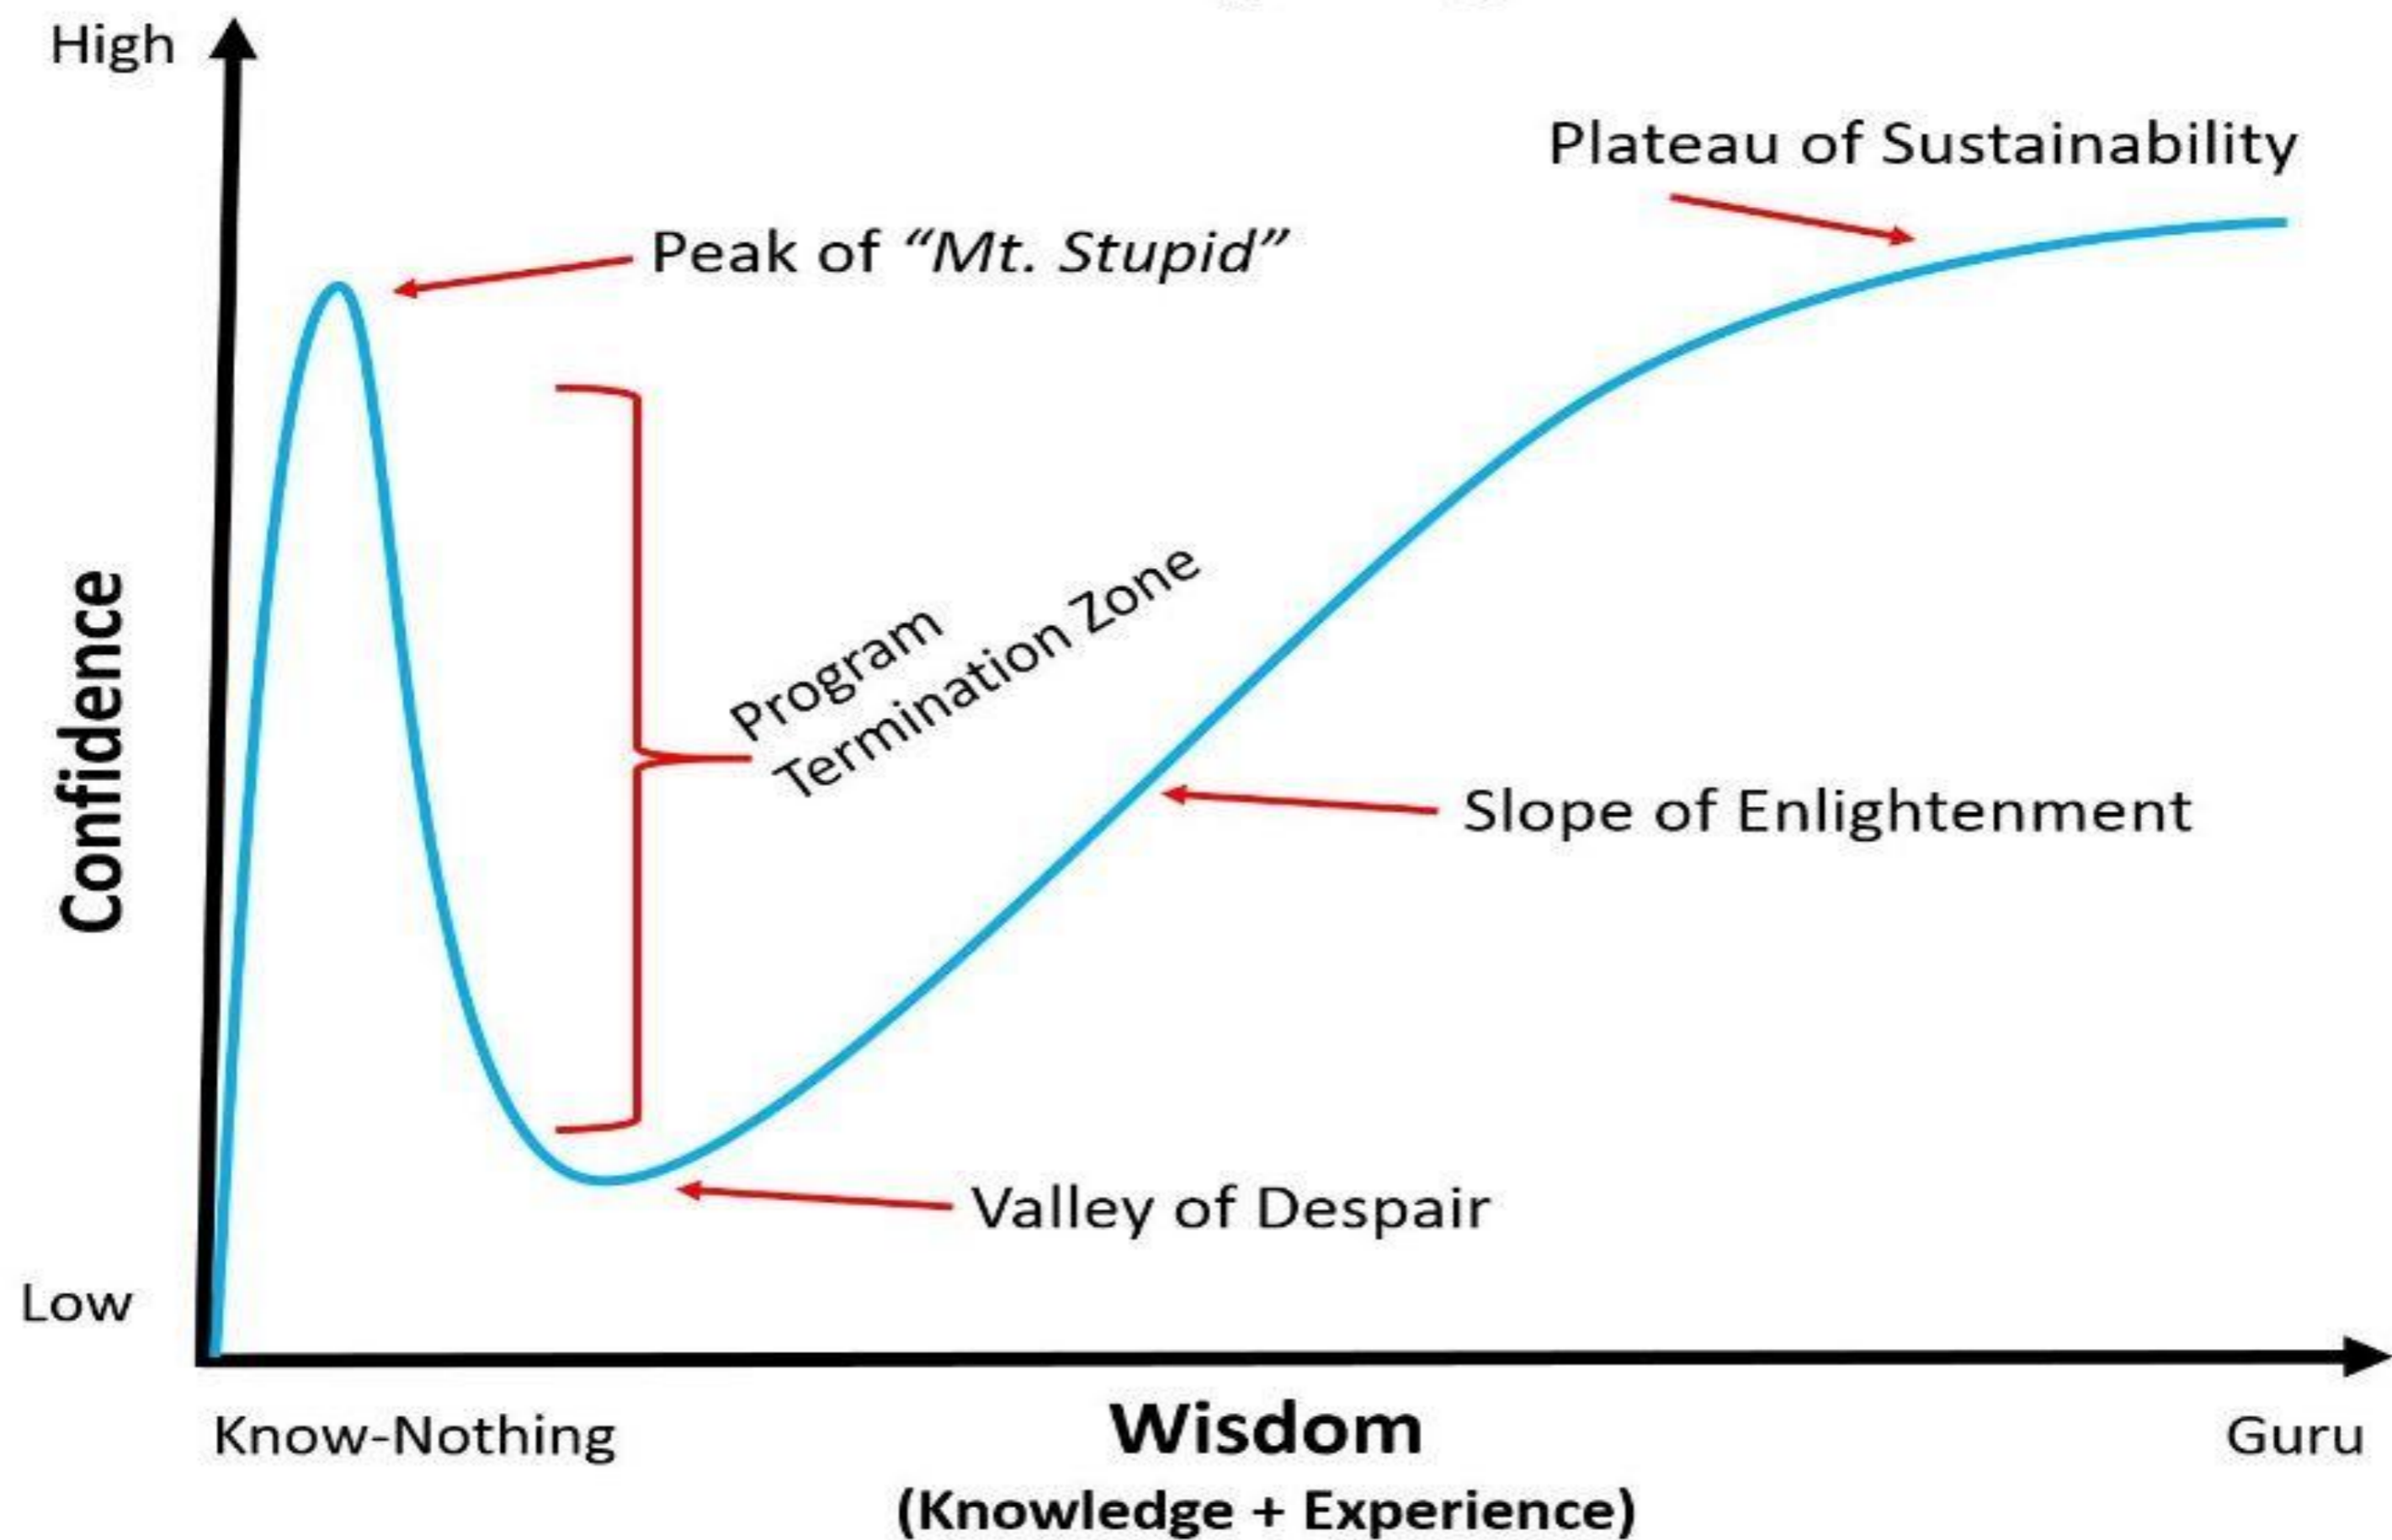 High
Plateau of Sustainability
Peak of “Mt. Stupid”
Program
Termination Zone
Confidence
Slope of Enlightenment
Valley of Despair
Low
Know-Nothing
Wisdom
Guru
(Knowledge + Experience)